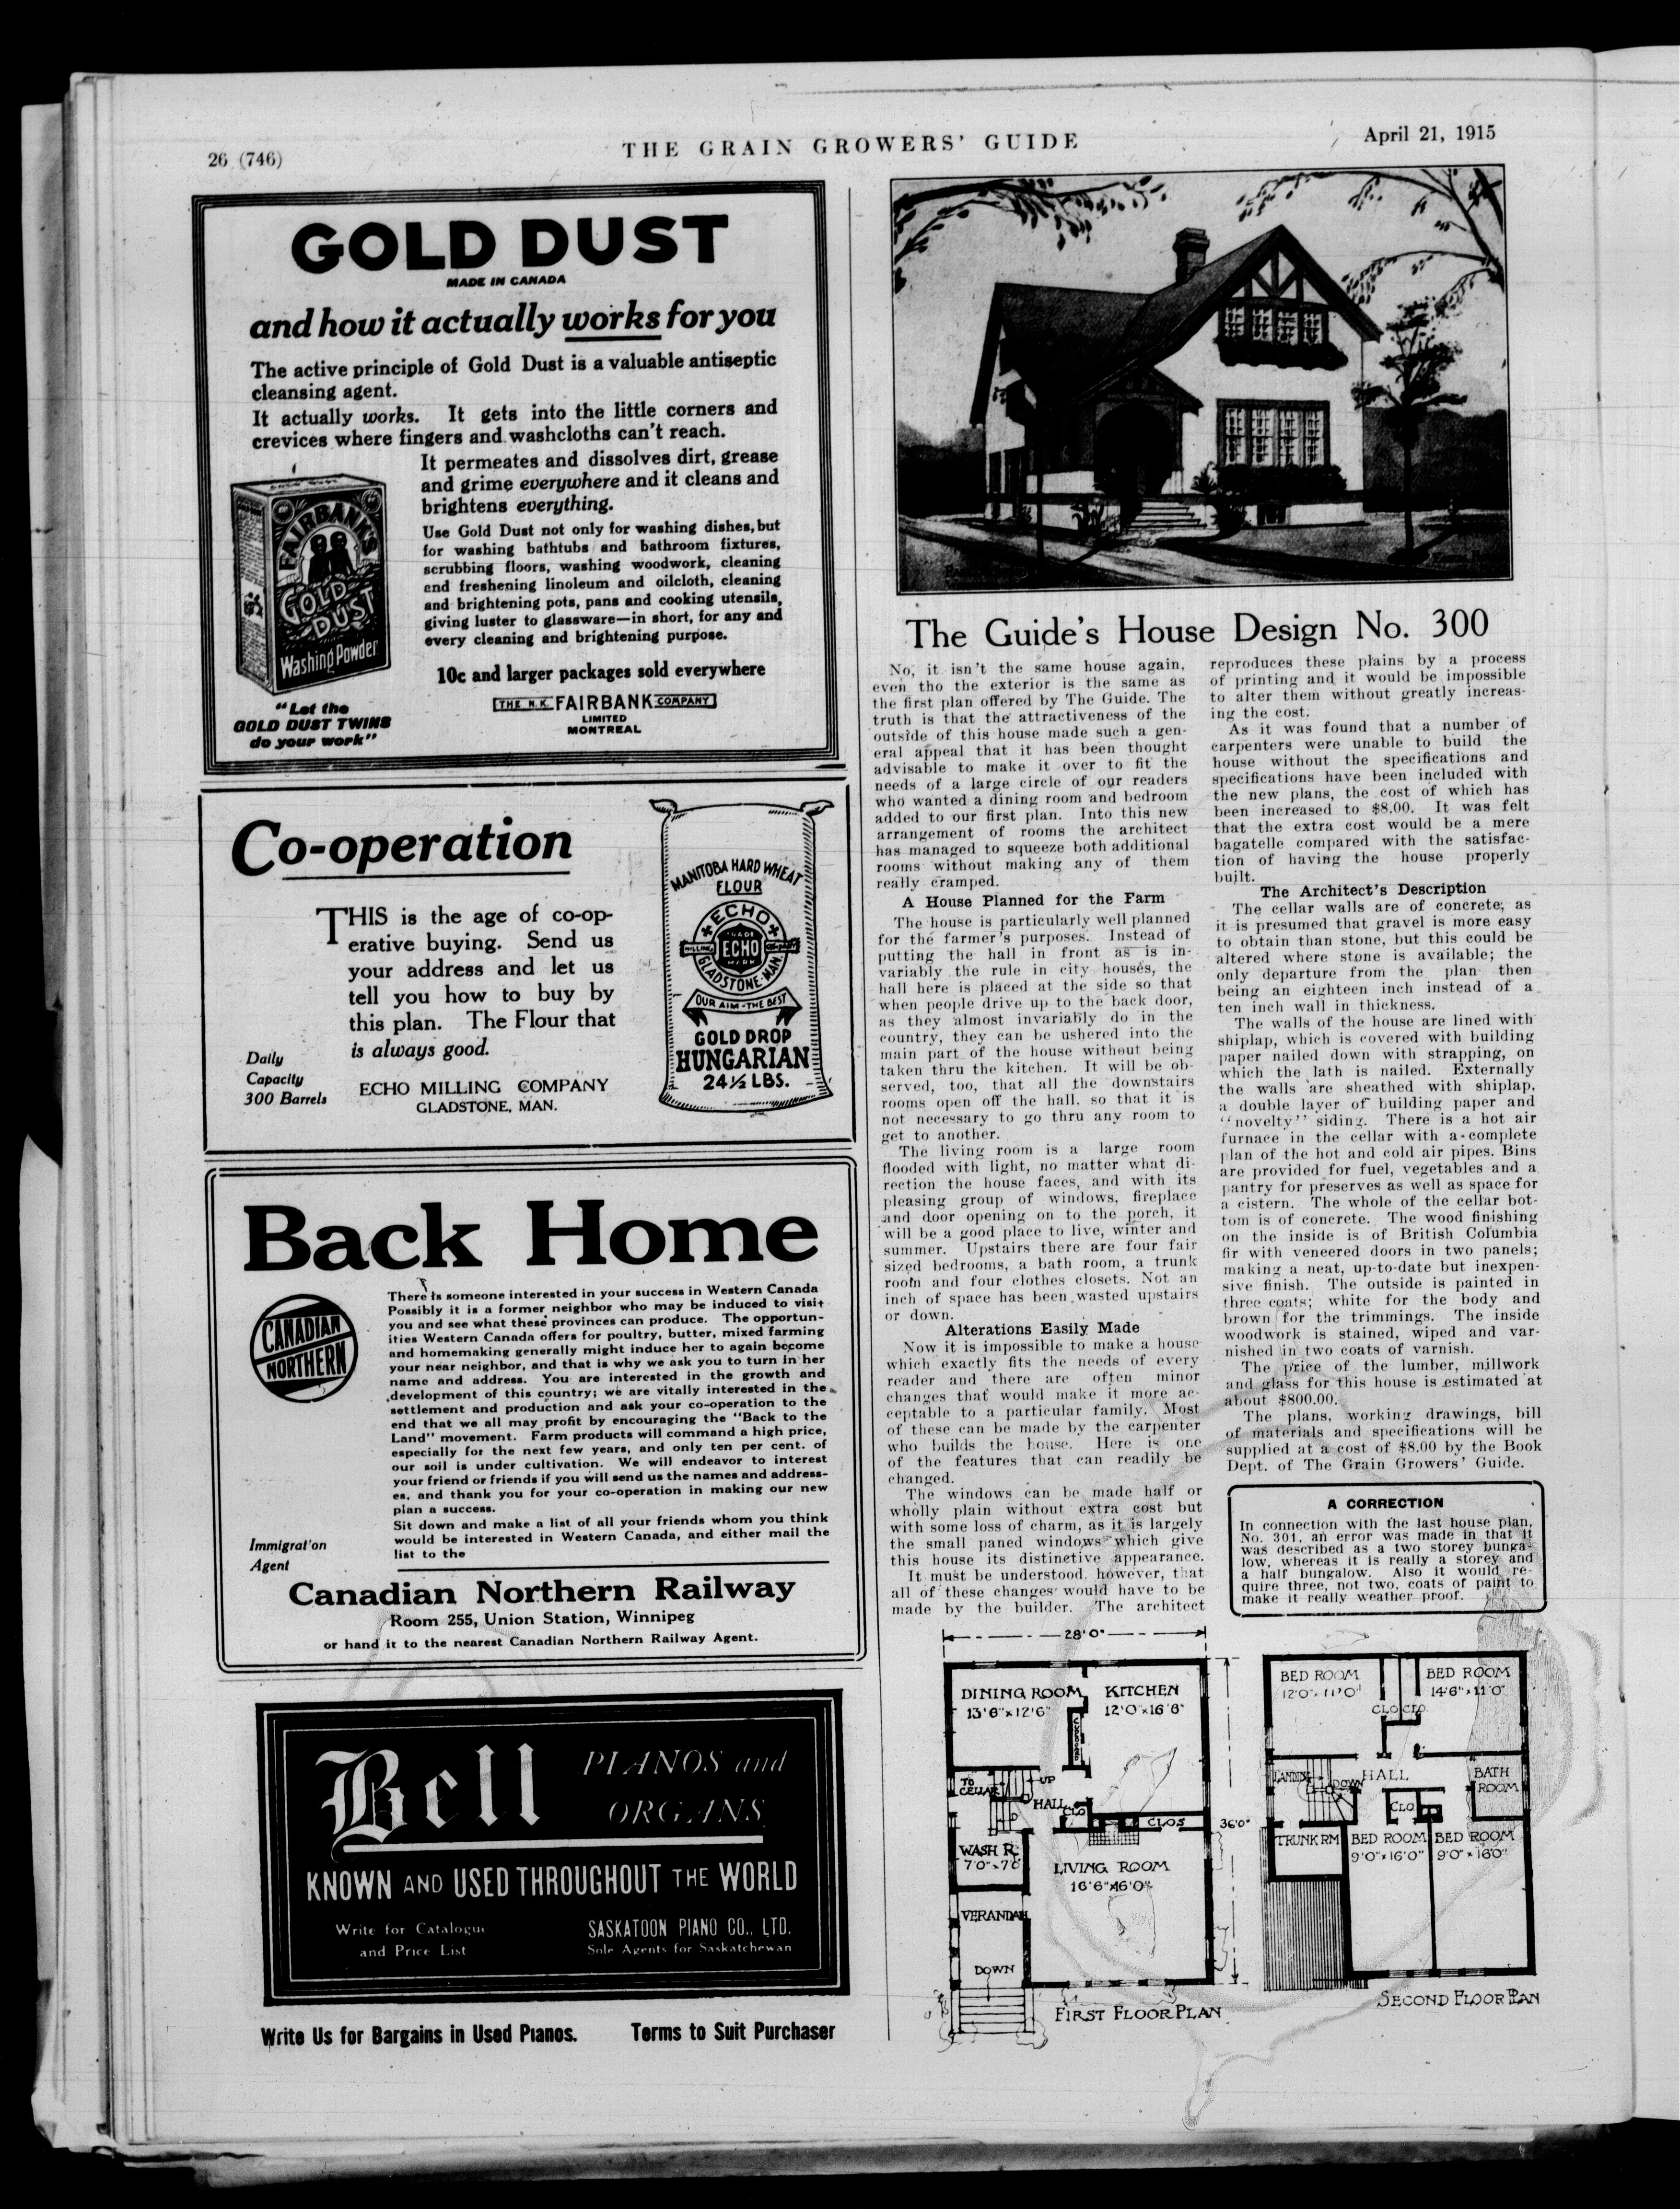 26 (746)
THE GRAIN GROWERS' GUIDE
April 21, 1915
GOLD DUST
MADE IN CANADA
and how it actually works for you
The active principle of Gold Dust is a valuable antiseptic
cleansing agent.
It actually works. It gets into the little corners and
crevices where fingers and washcloths can't reach.
It permeates and dissolves dirt, grease
and grime everywhere and it cleans and
brightens everything.
Use Gold Dust not only for washing dishes, but
for washing bathtubs and bathroom fixtures,
scrubbing floors, washing woodwork, cleaning
and freshening linoleum and oilcloth, cleaning
and brightening pots, pans and cooking utensils,
giving luster to glassware—in short, for any and
every cleaning and brightening purpose.
10c and larger packages sold everywhere
THE N.K. FAIRBANK COMPANY
LIMITED
MONTREAL
FAIRBANK'S
GOLD
DUST
Washing Powder
"Let the
GOLD DUST TWINS
do your work"
Co-operation
THIS is the age of co-op-
erative buying. Send us
your address and let us
tell you how to buy by
this plan. The Flour that
is always good.
Daily
Capacity
300 Barrels
ECHO MILLING COMPANY
GLADSTONE, MAN.
MANITOBA HARD WHEAT
FLOUR
ECHO
TRADE
MILLING ECHO COMPANY
MARK
GLADSTONE, MAN.
OUR AIM-THE BEST
GOLD DROP
HUNGARIAN
24½ LBS.
Back Home
CANADIAN
NORTHERN
There is someone interested in your success in Western Canada
Possibly it is a former neighbor who may be induced to visit
you and see what these provinces can produce. The opportun-
ities Western Canada offers for poultry, butter, mixed farming
and homemaking generally might induce her to again become
your near neighbor, and that is why we ask you to turn in her
name and address. You are interested in the growth and
development of this country; we are vitally interested in the
settlement and production and ask your co-operation to the
end that we all may profit by encouraging the "Back to the
Land" movement. Farm products will command a high price,
especially for the next few years, and only ten per cent. of
our soil is under cultivation. We will endeavor to interest
your friend or friends if you will send us the names and address-
es, and thank you for your co-operation in making our new
plan a success.
Sit down and make a list of all your friends whom you think
would be interested in Western Canada, and either mail the
list to the
Immigrat'on
Agent
Canadian Northern Railway
Room 255, Union Station, Winnipeg
or hand it to the nearest Canadian Northern Railway Agent.
Bell
PIANOS and
ORGANS
KNOWN AND USED THROUGHOUT THE WORLD
Write for Catalogue
and Price List
SASKATOON PIANO CO., LTD.
Sole Agents for Saskatchewan
Write Us for Bargains in Used Pianos. Terms to Suit Purchaser
The Guide's House Design No. 300
No, it isn't the same house again,
even tho the exterior is the same as
the first plan offered by The Guide. The
truth is that the attractiveness of the
outside of this house made such a gen-
eral appeal that it has been thought
advisable to make it over to fit the
needs of a large circle of our readers
who wanted a dining room and bedroom
added to our first plan. Into this new
arrangement of rooms the architect
has managed to squeeze both additional
rooms without making any of them
really cramped.
A House Planned for the Farm
The house is particularly well planned
for the farmer's purposes. Instead of
putting the hall in front as is in-
variably the rule in city houses, the
hall here is placed at the side so that
when people drive up to the back door,
as they almost invariably do in the
country, they can be ushered into the
main part of the house without being
taken thru the kitchen. It will be ob-
served, too, that all the downstairs
rooms open off the hall, so that it is
not necessary to go thru any room to
get to another.
The living room is a large room
flooded with light, no matter what di-
rection the house faces, and with its
pleasing group of windows, fireplace
and door opening on to the porch, it
will be a good place to live, winter and
summer. Upstairs there are four fair
sized bedrooms, a bath room, a trunk
room and four clothes closets. Not an
inch of space has been wasted upstairs
or down.
Alterations Easily Made
Now it is impossible to make a house
which exactly fits the needs of every
reader and there are often minor
changes that would make it more ac-
ceptable to a particular family. Most
of these can be made by the carpenter
who builds the house. Here is one
of the features that can readily be
changed.
The windows can be made half or
wholly plain without extra cost but
with some loss of charm, as it is largely
the small paned windows which give
this house its distinctive appearance.
It must be understood, however, that
all of these changes would have to be
made by the builder. The architect
reproduces these plains by a process
of printing and it would be impossible
to alter them without greatly increas-
ing the cost.
As it was found that a number of
carpenters were unable to build the
house without the specifications and
specifications have been included with
the new plans, the cost of which has
been increased to $8.00. It was felt
that the extra cost would be a mere
bagatelle compared with the satisfac-
tion of having the house properly
built.
The Architect's Description
The cellar walls are of concrete, as
it is presumed that gravel is more easy
to obtain than stone, but this could be
altered where stone is available; the
only departure from the plan then
being an eighteen inch instead of a
ten inch wall in thickness.
The walls of the house are lined with
shiplap, which is covered with building
paper nailed down with strapping, on
which the lath is nailed. Externally
the walls are sheathed with shiplap,
a double layer of building paper and
"novelty" siding. There is a hot air
furnace in the cellar with a complete
plan of the hot and cold air pipes. Bins
are provided for fuel, vegetables and a
pantry for preserves as well as space for
a cistern. The whole of the cellar bot-
tom is of concrete. The wood finishing
on the inside is of British Columbia
fir with veneered doors in two panels;
making a neat, up-to-date but inexpen-
sive finish. The outside is painted in
three coats; white for the body and
brown for the trimmings. The inside
woodwork is stained, wiped and var-
nished in two coats of varnish.
The price of the lumber, millwork
and glass for this house is estimated at
about $800.00.
The plans, working drawings, bill
of materials and specifications will be
supplied at a cost of $8.00 by the Book
Dept. of The Grain Growers' Guide.
A CORRECTION
In connection with the last house plan,
No. 301, an error was made in that it
was described as a two storey bunga-
low, whereas it is really a storey and
a half bungalow. Also it would re-
quire three, not two, coats of paint to
make it really weather proof.
28'0"
DINING ROOM
13'6"x12'6"
KITCHEN
12'0"x16'6"
TO CELLAR
UP
HALL
CLO
D
CLOS
36'0"
WASH R.
7'0"x7'6
LIVING ROOM
16'6"x16'0"
VERANDAH
DOWN
FIRST FLOOR PLAN
BED ROOM
12'0"x11'0"
BED ROOM
14'6"x11'0"
CLO CLO.
LANDING
DOWN
HALL
BATH
ROOM
CLO
TRUNK RM
BED ROOM
9'0"x16'0"
BED ROOM
9'0"x16'0"
SECOND FLOOR PLAN